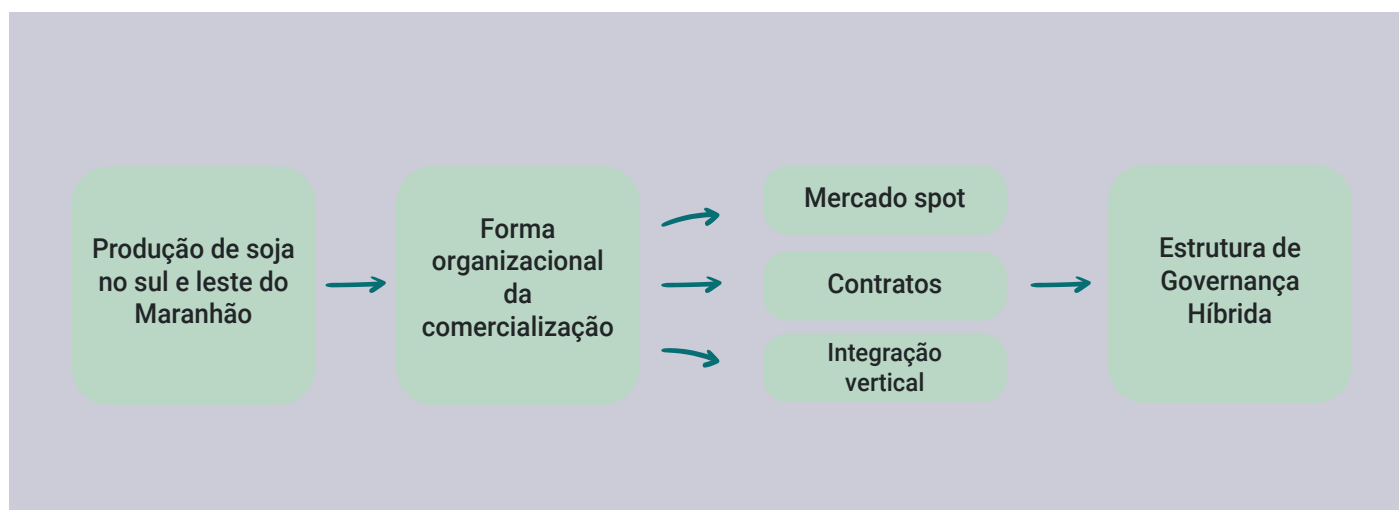 Produção de soja
no sul e leste do
Maranhão
Forma
organizacional
da
comercialização
Mercado spot
Contratos
Integração
vertical
Estrutura de
Governança
Híbrida